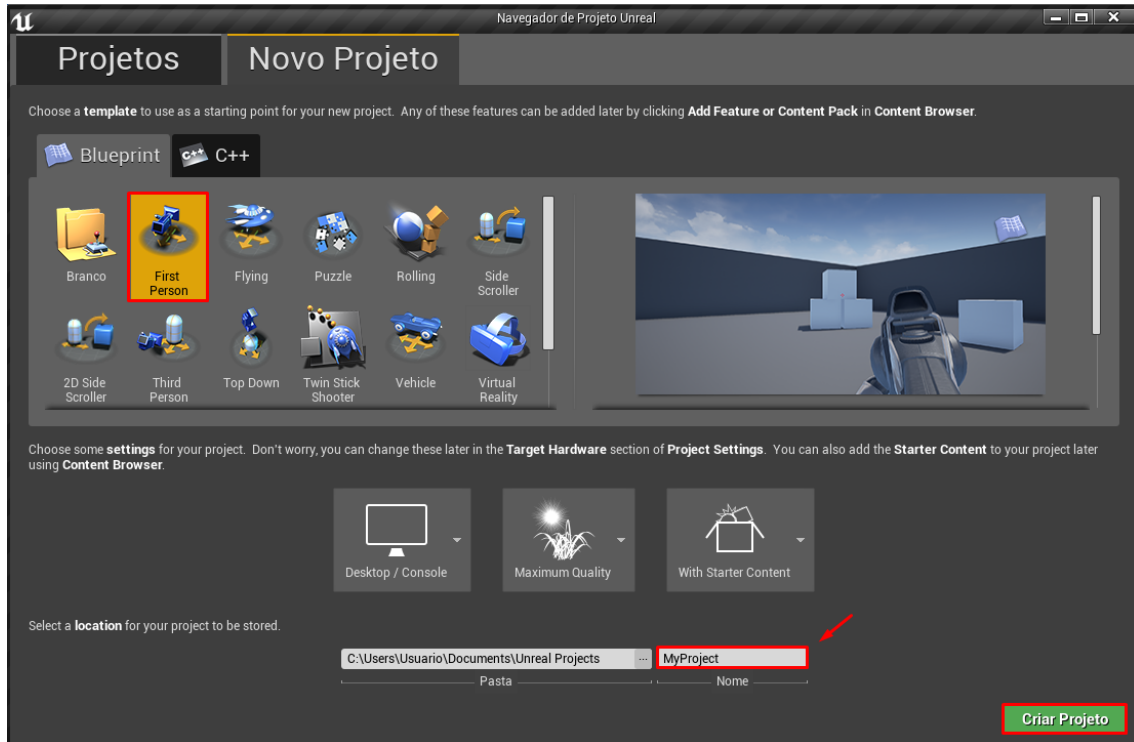 Navegador de Projeto Unreal
Projetos
Novo Projeto
Choose a template to use as a starting point for your new project. Any of these features can be added later by clicking Add Feature or Content Pack in Content Browser.
Blueprint
C++
C++
Branco
First
Person
Flying
Puzzle
Rolling
Side
Scroller
2D Side
Scroller
Third
Person
Top Down
Twin Stick
Shooter
Vehicle
Virtual
Reality
Choose some settings for your project. Don't worry, you can change these later in the Target Hardware section of Project Settings. You can also add the Starter Content to your project later
using Content Browser.
Desktop / Console
Maximum Quality
With Starter Content
Select a location for your project to be stored.
C:\Users\Usuario\Documents\Unreal Projects
...
MyProject
Pasta
Nome
Criar Projeto